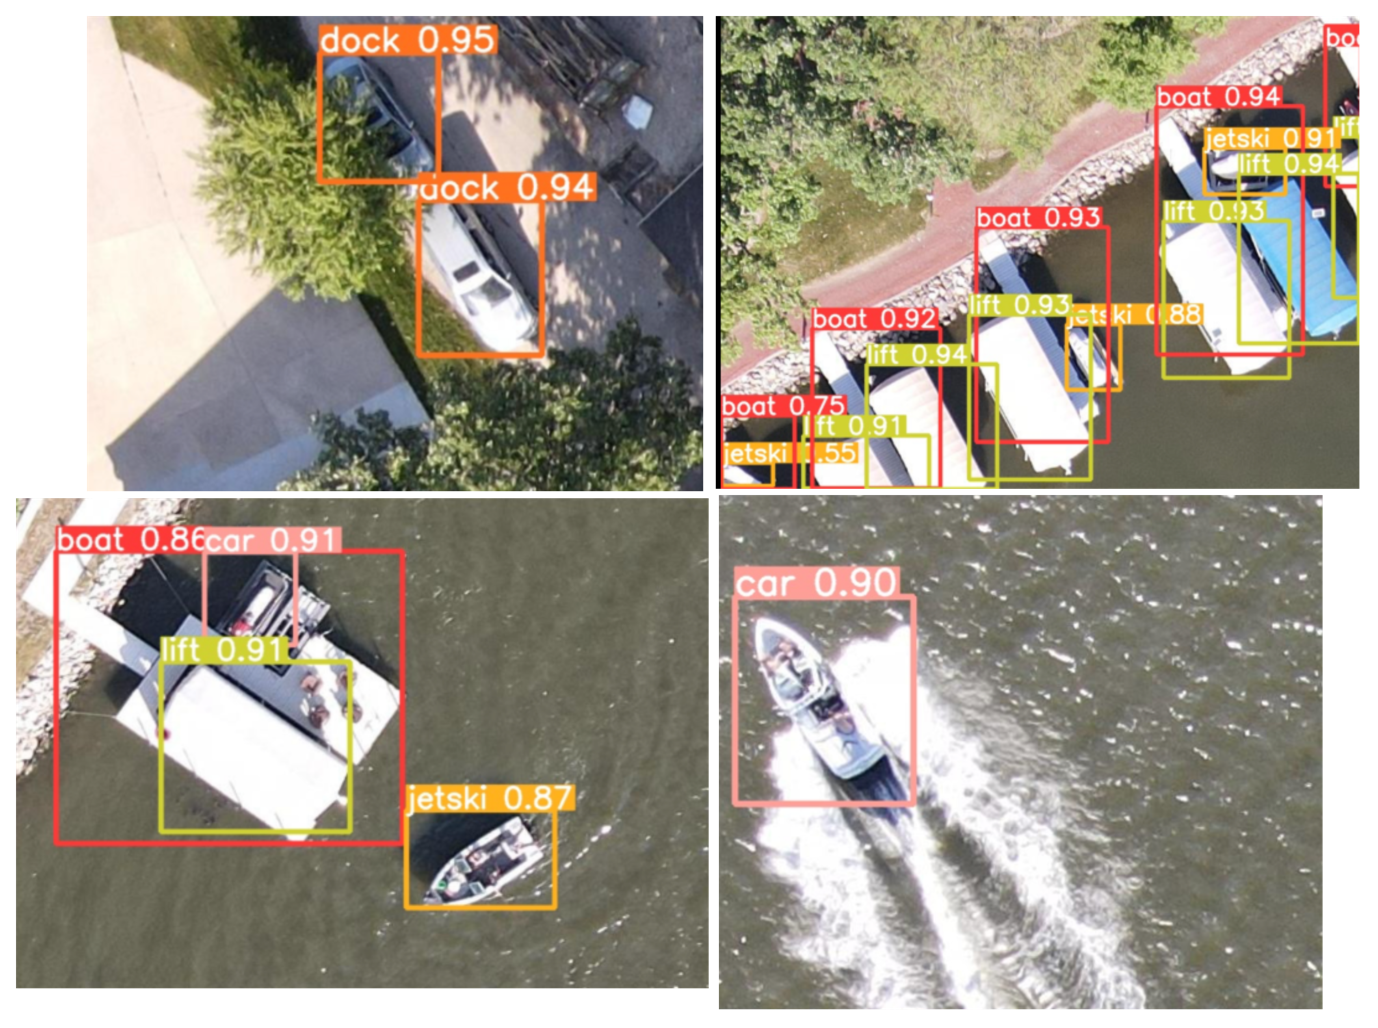 dock 0.95
dock 0.94
boat 0.94
jetski 0.91
lift 0.94
lift 0.93
boat 0.93
lift 0.93
jetski 0.88
boat 0.92
lift 0.94
boat 0.75
lift 0.91
boat 0.86
car 0.91
lift 0.91
jetski 0.87
car 0.90